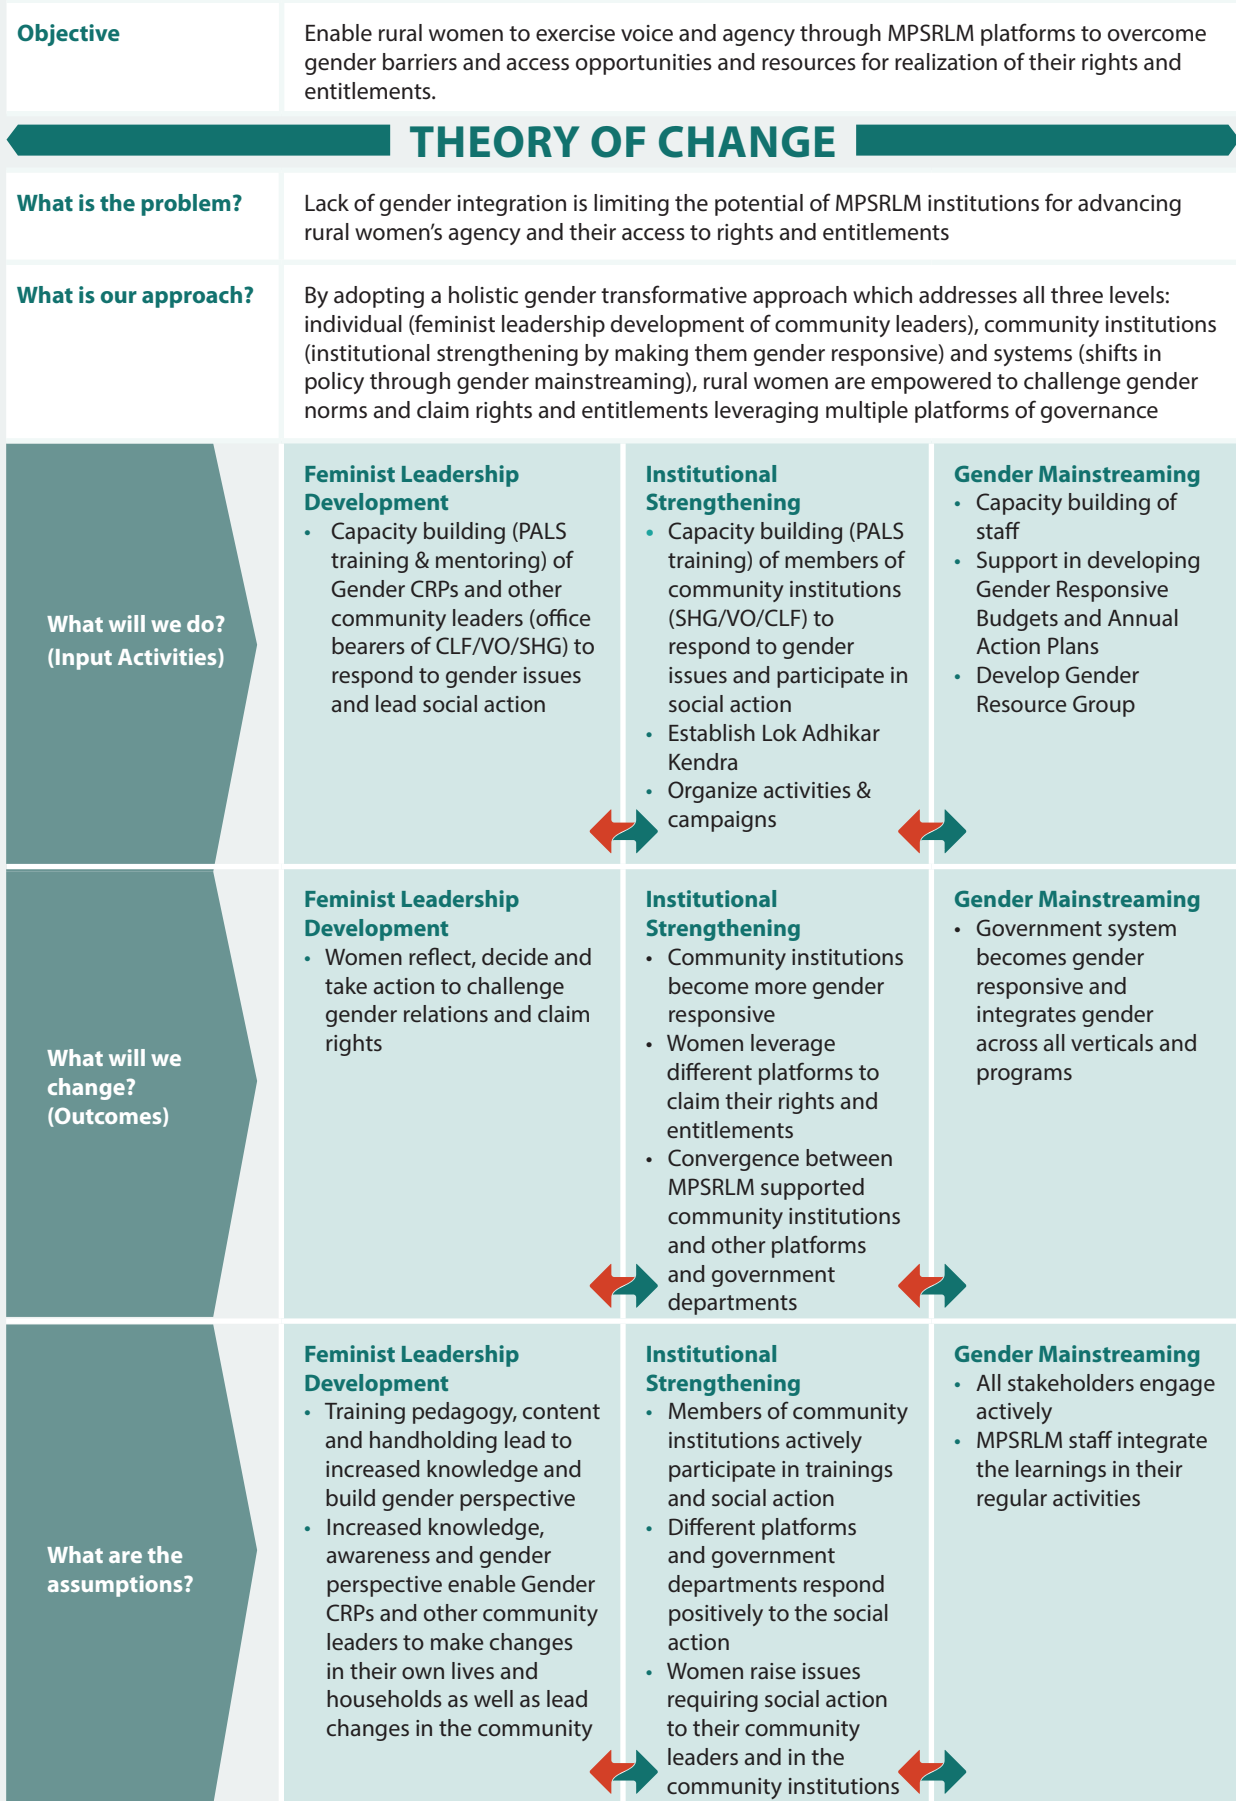 Objective
Enable rural women to exercise voice and agency through MPSRLM platforms to overcome
gender barriers and access opportunities and resources for realization of their rights and
entitlements.
THEORY OF CHANGE
What is the problem?
Lack of gender integration is limiting the potential of MPSRLM institutions for advancing
rural women’s agency and their access to rights and entitlements
What is our approach?
By adopting a holistic gender transformative approach which addresses all three levels:
individual (feminist leadership development of community leaders), community institutions
(institutional strengthening by making them gender responsive) and systems (shifts in
policy through gender mainstreaming), rural women are empowered to challenge gender
norms and claim rights and entitlements leveraging multiple platforms of governance
What will we do?
(Input Activities)
Feminist Leadership
Development
• Capacity building (PALS
training & mentoring) of
Gender CRPs and other
community leaders (office
bearers of CLF/VO/SHG) to
respond to gender issues
and lead social action
Institutional
Strengthening
• Capacity building (PALS
training) of members of
community institutions
(SHG/VO/CLF) to
respond to gender
issues and participate in
social action
• Establish Lok Adhikar
Kendra
• Organize activities &
campaigns
Gender Mainstreaming
• Capacity building of
staff
• Support in developing
Gender Responsive
Budgets and Annual
Action Plans
• Develop Gender
Resource Group
What will we
change?
(Outcomes)
Feminist Leadership
Development
• Women reflect, decide and
take action to challenge
gender relations and claim
rights
Institutional
Strengthening
• Community institutions
become more gender
responsive
• Women leverage
different platforms to
claim their rights and
entitlements
• Convergence between
MPSRLM supported
community institutions
and other platforms
and government
departments
Gender Mainstreaming
• Government system
becomes gender
responsive and
integrates gender
across all verticals and
programs
What are the
assumptions?
Feminist Leadership
Development
• Training pedagogy, content
and handholding lead to
increased knowledge and
build gender perspective
• Increased knowledge,
awareness and gender
perspective enable Gender
CRPs and other community
leaders to make changes
in their own lives and
households as well as lead
changes in the community
Institutional
Strengthening
• Members of community
institutions actively
participate in trainings
and social action
• Different platforms
and government
departments respond
positively to the social
action
• Women raise issues
requiring social action
to their community
leaders and in the
community institutions
Gender Mainstreaming
• All stakeholders engage
actively
• MPSRLM staff integrate
the learnings in their
regular activities